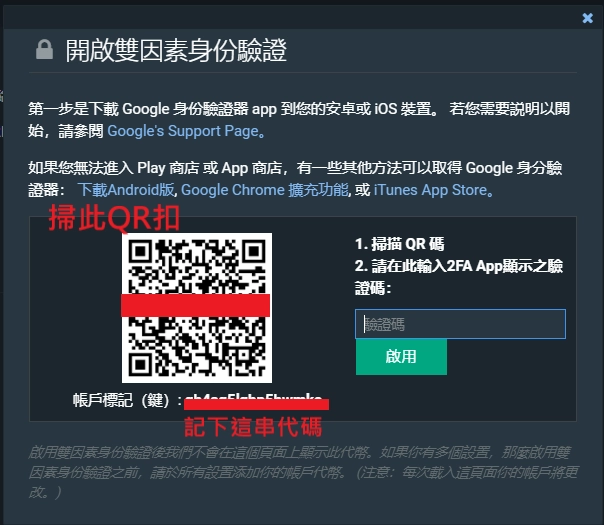 開啟雙因素身份驗證
第一步是下載 Google 身份驗證器 app 到您的安卓或 iOS 裝置。 若您需要説明以開
始，請參閱 Google's Support Page。
如果您無法進入 Play 商店 或 App 商店，有一些其他方法可以取得 Google 身分驗
證器： 下載Android版, Google Chrome 擴充功能, 或 iTunes App Store。
掃此QR扣
1. 掃描 QR 碼
2. 請在此輸入2FA App顯示之驗
證碼：
驗證碼
啟用
帳戶標記（鍵）:
記下這串代碼
啟用雙因素身份驗證後我們不會在這個頁面上顯示此代幣。如果你有多個設置，那麼啟用雙
因素身份驗證之前，請於所有設置添加你的帳戶代幣。 (注意：每次載入這頁面你的帳戶將更
改。)